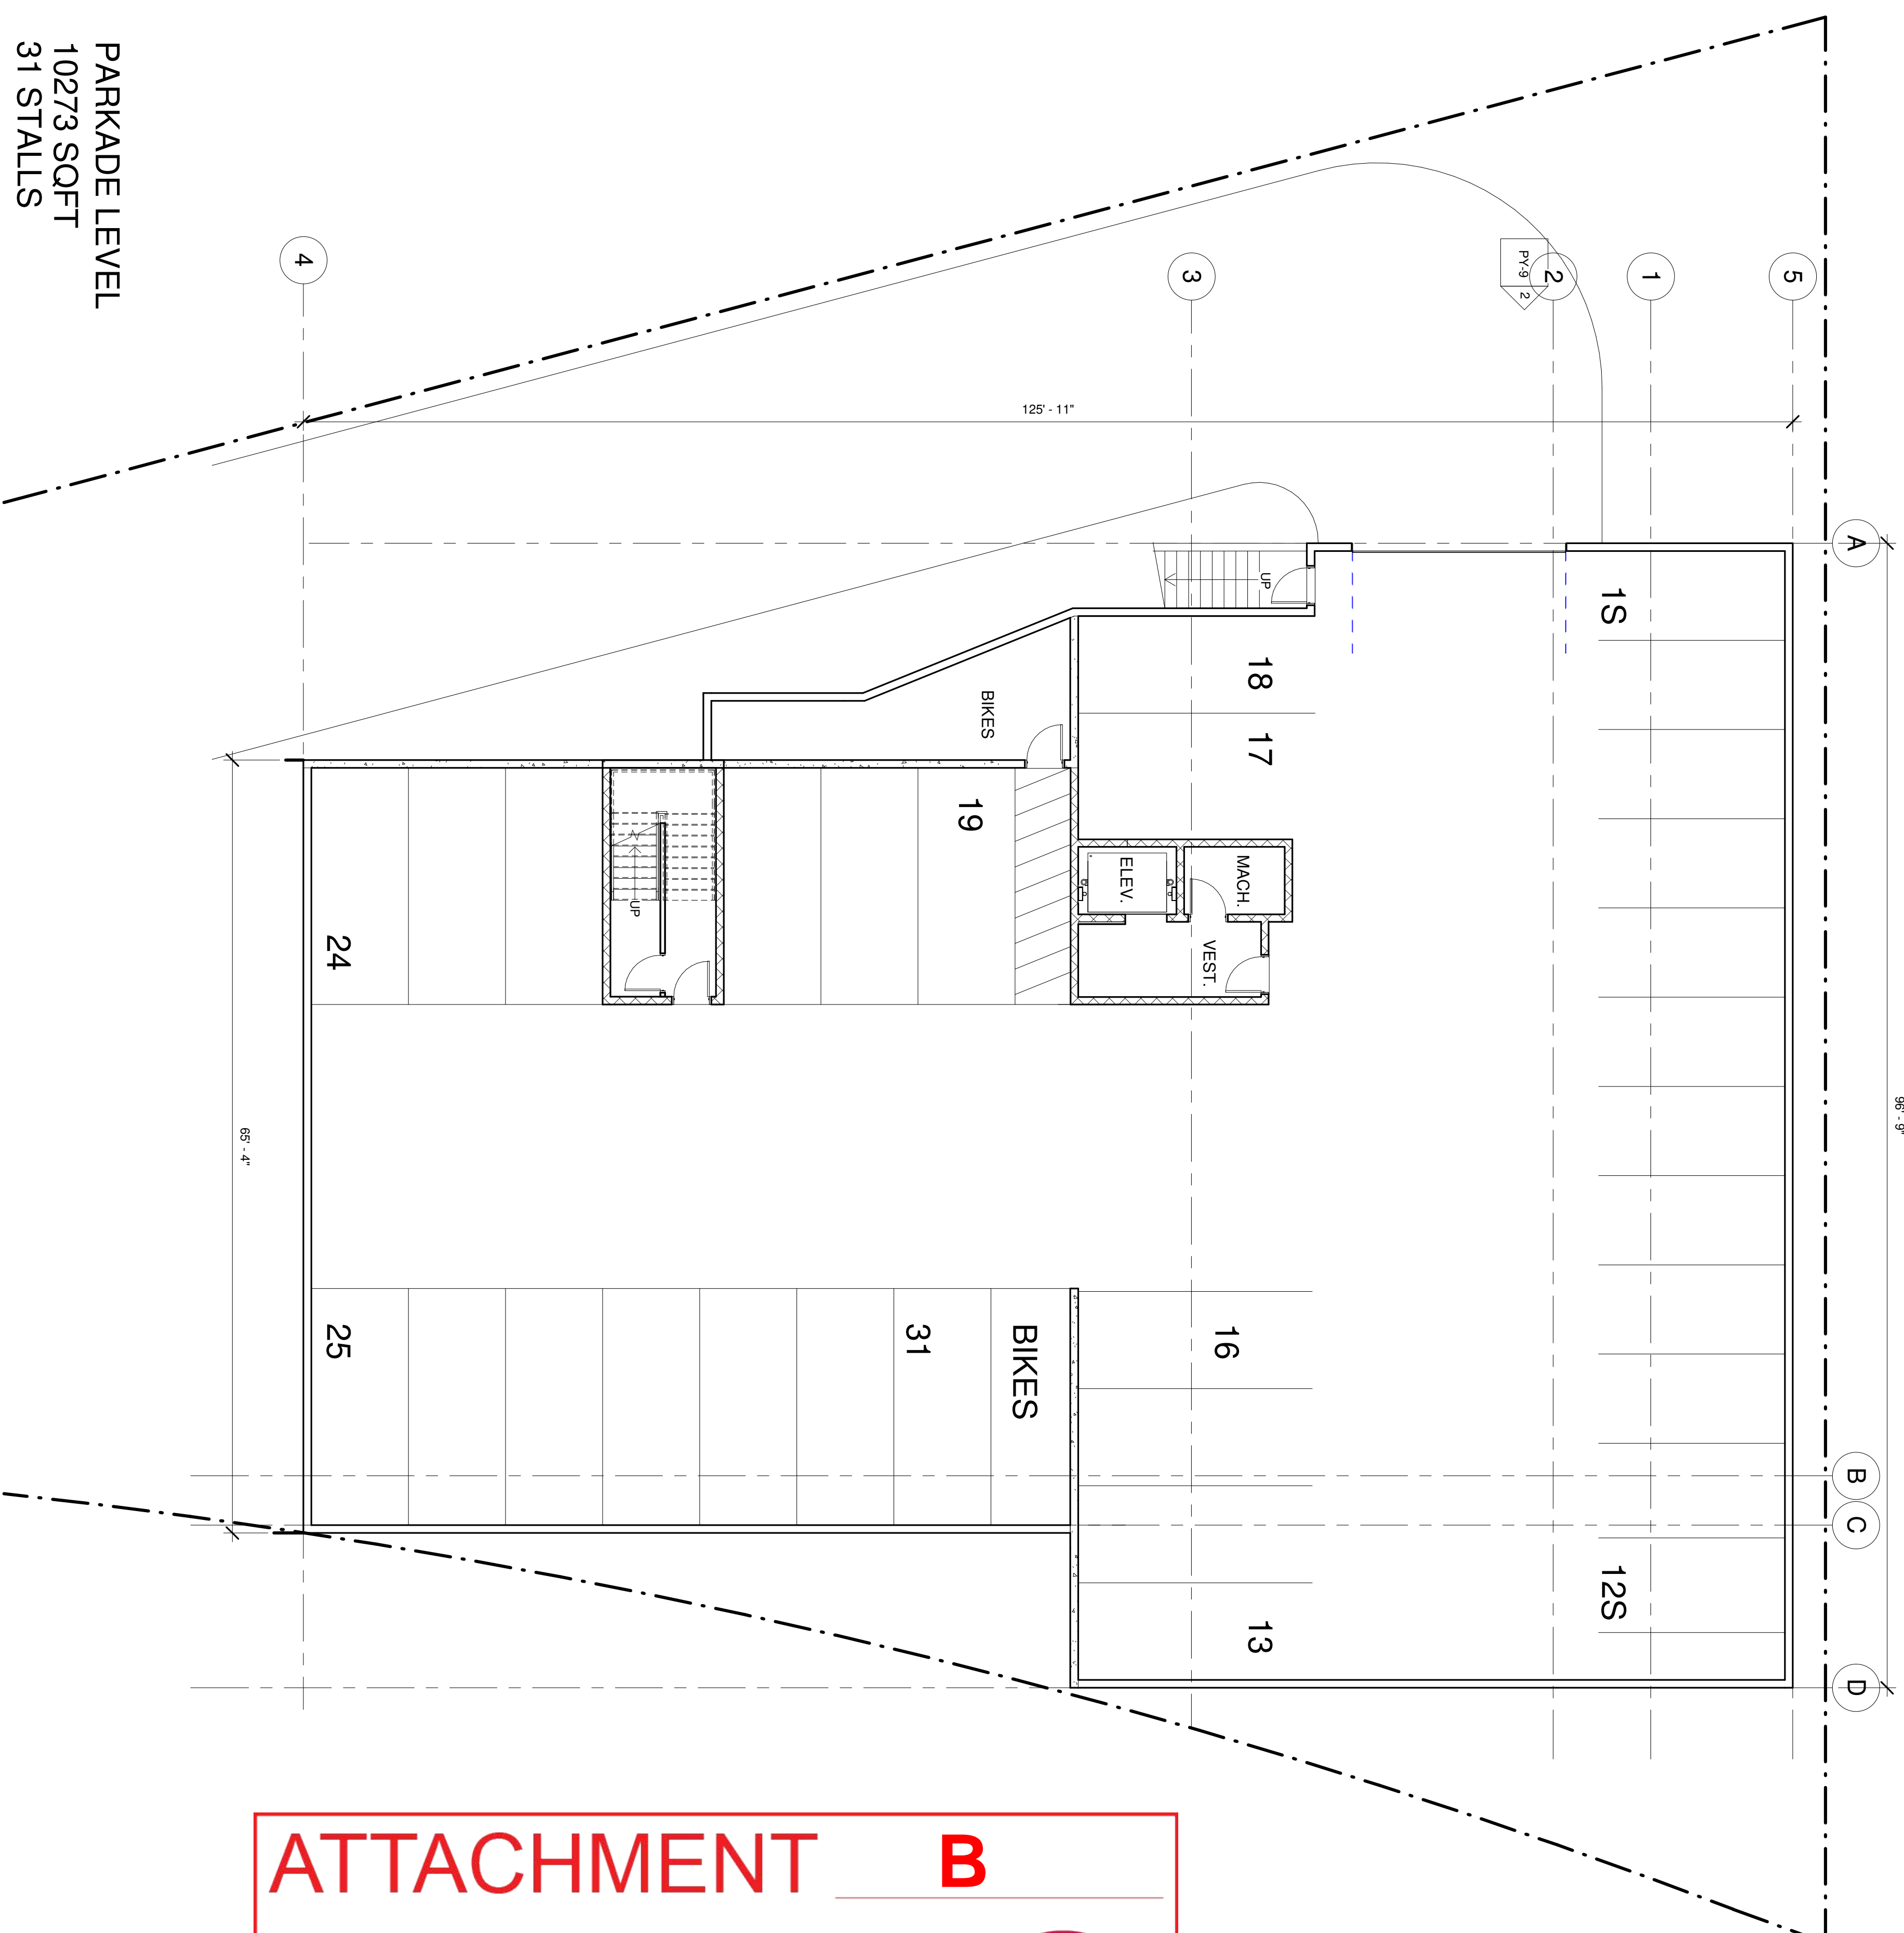 PARKADE LEVEL
10273 SQFT
31 STALLS
4
3
PY-9
2
2
1
5
125' - 11"
A
96' - 9"
UP
1S
18
17
BIKES
19
ELEV.
MACH.
VEST.
UP
24
65' - 4"
25
31
BIKES
16
13
12S
B
C
D
ATTACHMENT B